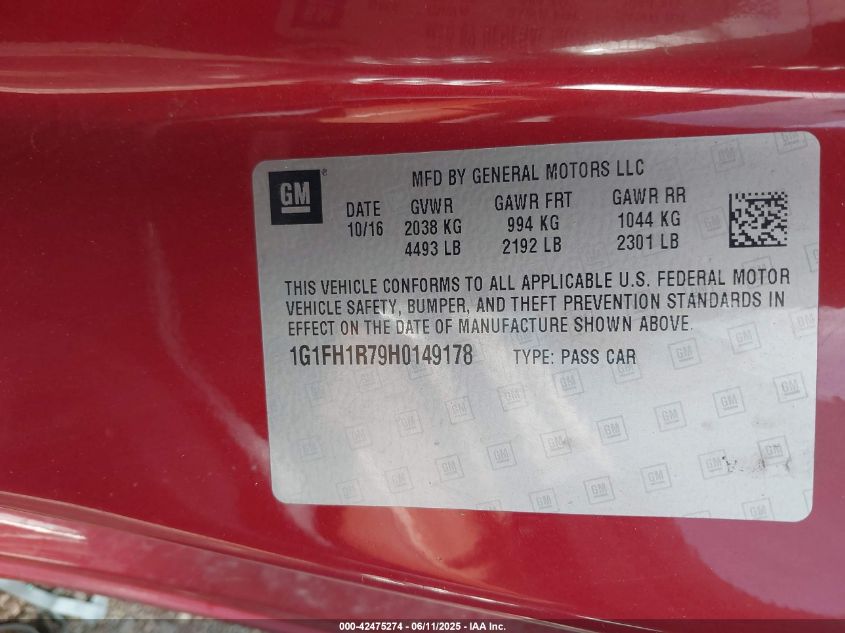 MFD BY GENERAL MOTORS LLC
GM
DATE GVWR GAWR FRT GAWR RR
10/16 2038 KG 994 KG 1044 KG
4493 LB 2192 LB 2301 LB
THIS VEHICLE CONFORMS TO ALL APPLICABLE U.S. FEDERAL MOTOR
VEHICLE SAFETY, BUMPER, AND THEFT PREVENTION STANDARDS IN
EFFECT ON THE DATE OF MANUFACTURE SHOWN ABOVE.
1G1FH1R79H0149178 TYPE: PASS CAR
000-42475274 - 06/11/2025 - IAA Inc.